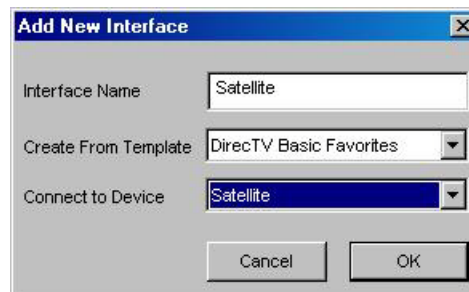 Add New Interface
Interface Name Satellite
Create From Template DirecTV Basic Favorites
Connect to Device Satellite
Cancel OK